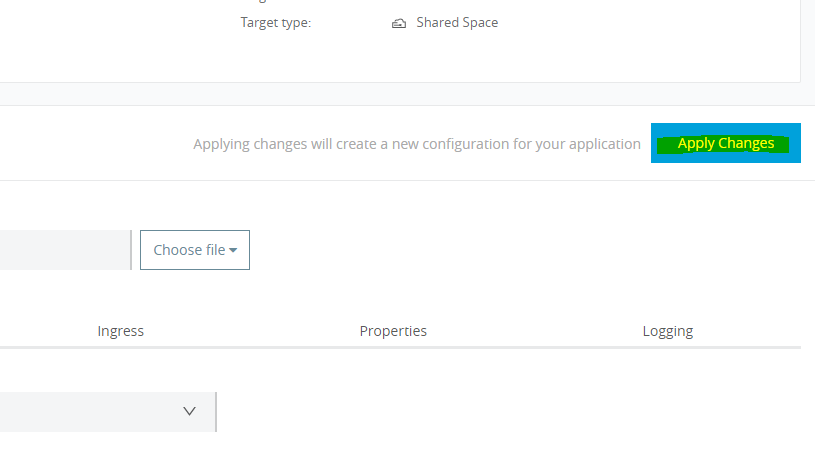 Target type: Shared Space
Applying changes will create a new configuration for your application Apply Changes
Choose file
Ingress Properties Logging